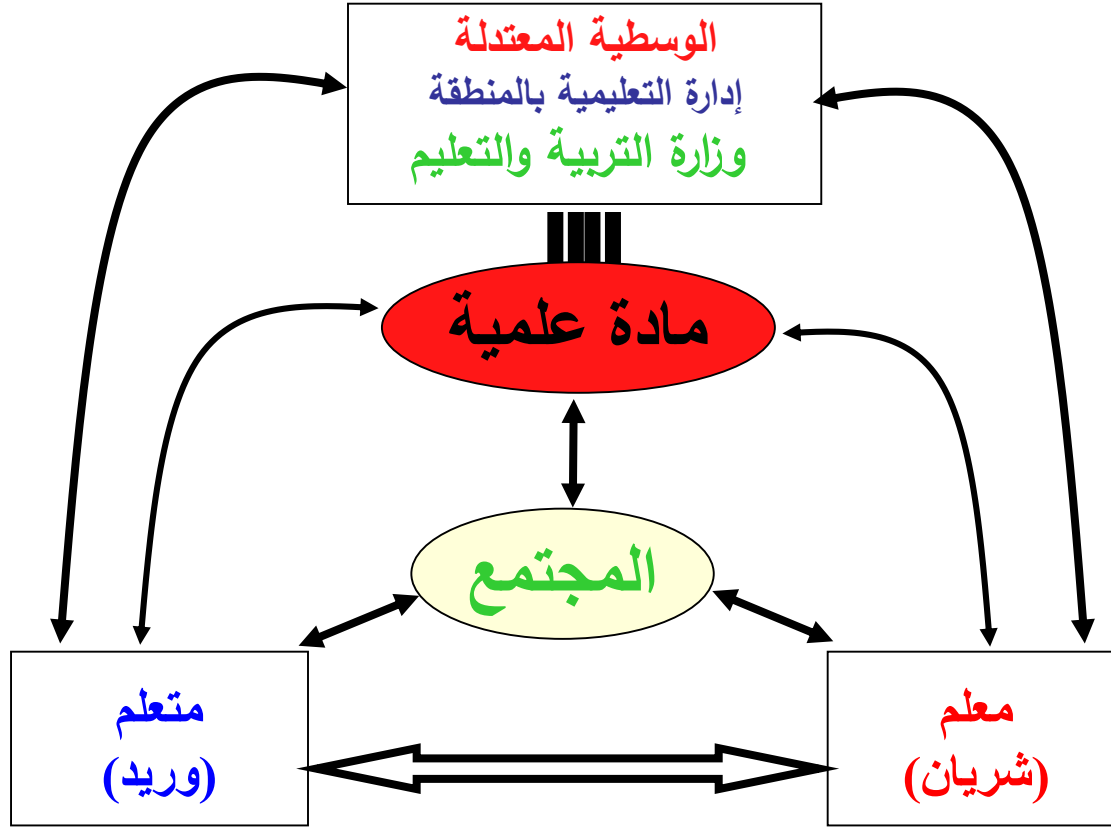 الوسطية المعتدلة
إدارة التعليمية بالمنطقة
وزارة التربية والتعليم
مادة علمية
المجتمع
معلم
(شريان)
متعلم
(وريد)